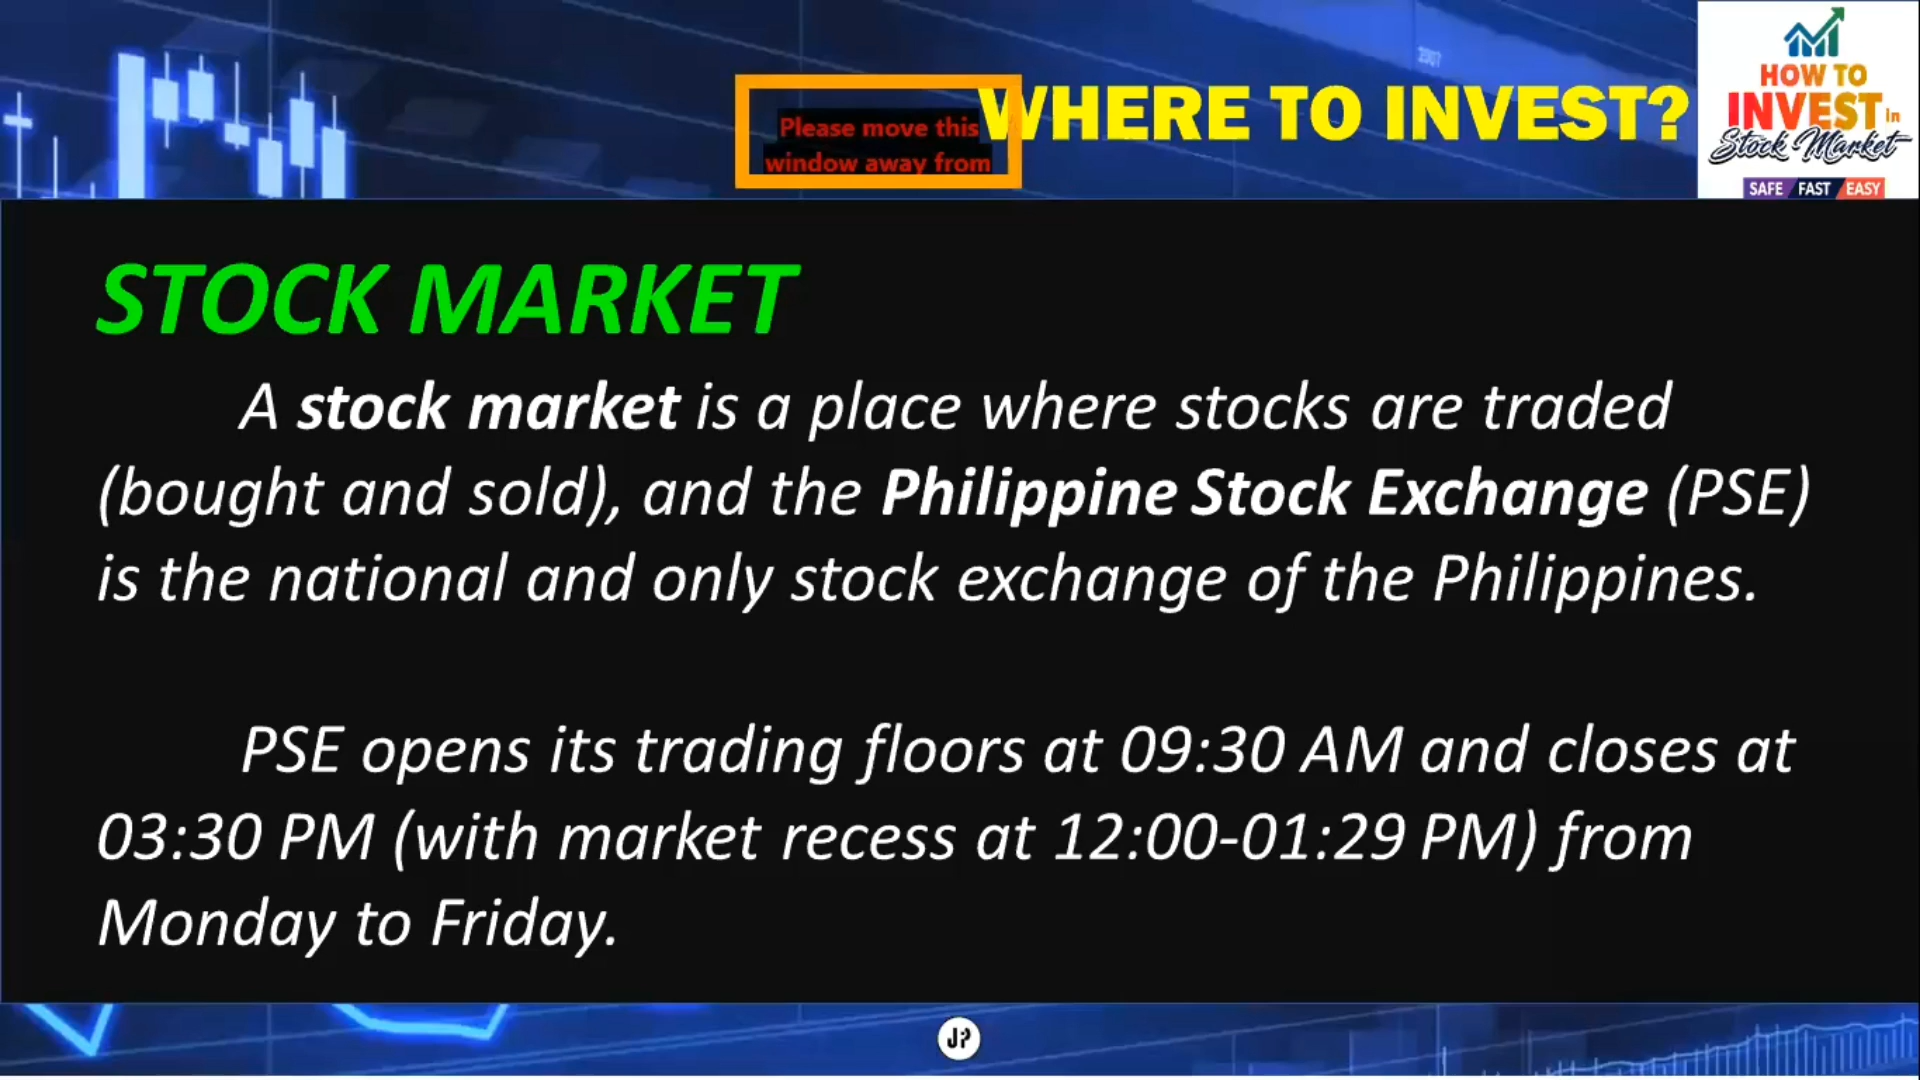 2007
WHERE TO INVEST?
Please move this
window away from
HOW TO
INVEST in
Stock Market
SAFE FAST EASY
STOCK MARKET
A stock market is a place where stocks are traded
(bought and sold), and the Philippine Stock Exchange (PSE)
is the national and only stock exchange of the Philippines.
PSE opens its trading floors at 09:30 AM and closes at
03:30 PM (with market recess at 12:00-01:29 PM) from
Monday to Friday.